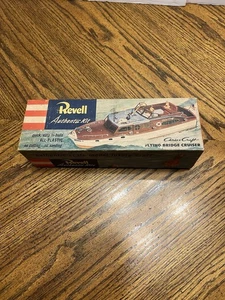 Revell
Authentic Kit
ALL PLASTIC
Chris Craft
FLYING BRIDGE CRUISER